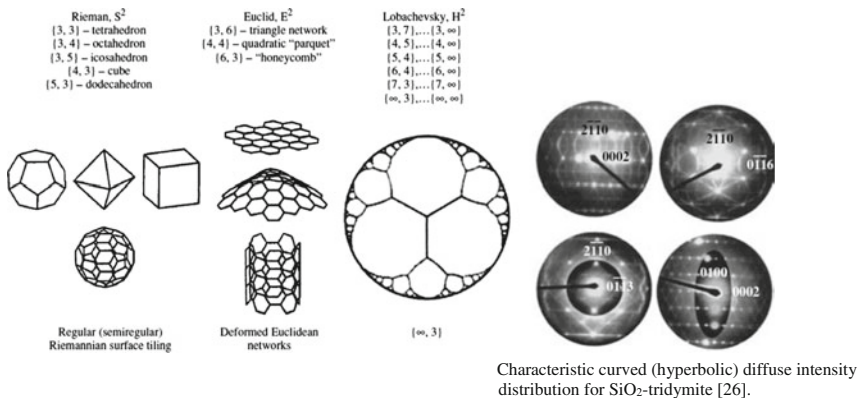 Rieman, S²
{3, 3} – tetrahedron
{3, 4} – octahedron
{3, 5} – icosahedron
{4, 3} – cube
{5, 3} – dodecahedron
Regular (semiregular)
Riemannian surface tiling
Euclid, E²
{3, 6} – triangle network
{4, 4} – quadratic "parquet"
{6, 3} – "honeycomb"
Deformed Euclidean
networks
Lobachevsky, H²
{3, 7},...{3, ∞}
{4, 5},...{4, ∞}
{5, 4},...{5, ∞}
{6, 4},...{6, ∞}
{7, 3},...{7, ∞}
{∞, 3},...{∞, ∞}
{∞, 3}
2110
0002
2110
0116
2110
0113
0100
0002
Characteristic curved (hyperbolic) diffuse intensity
distribution for SiO₂-tridymite [26].